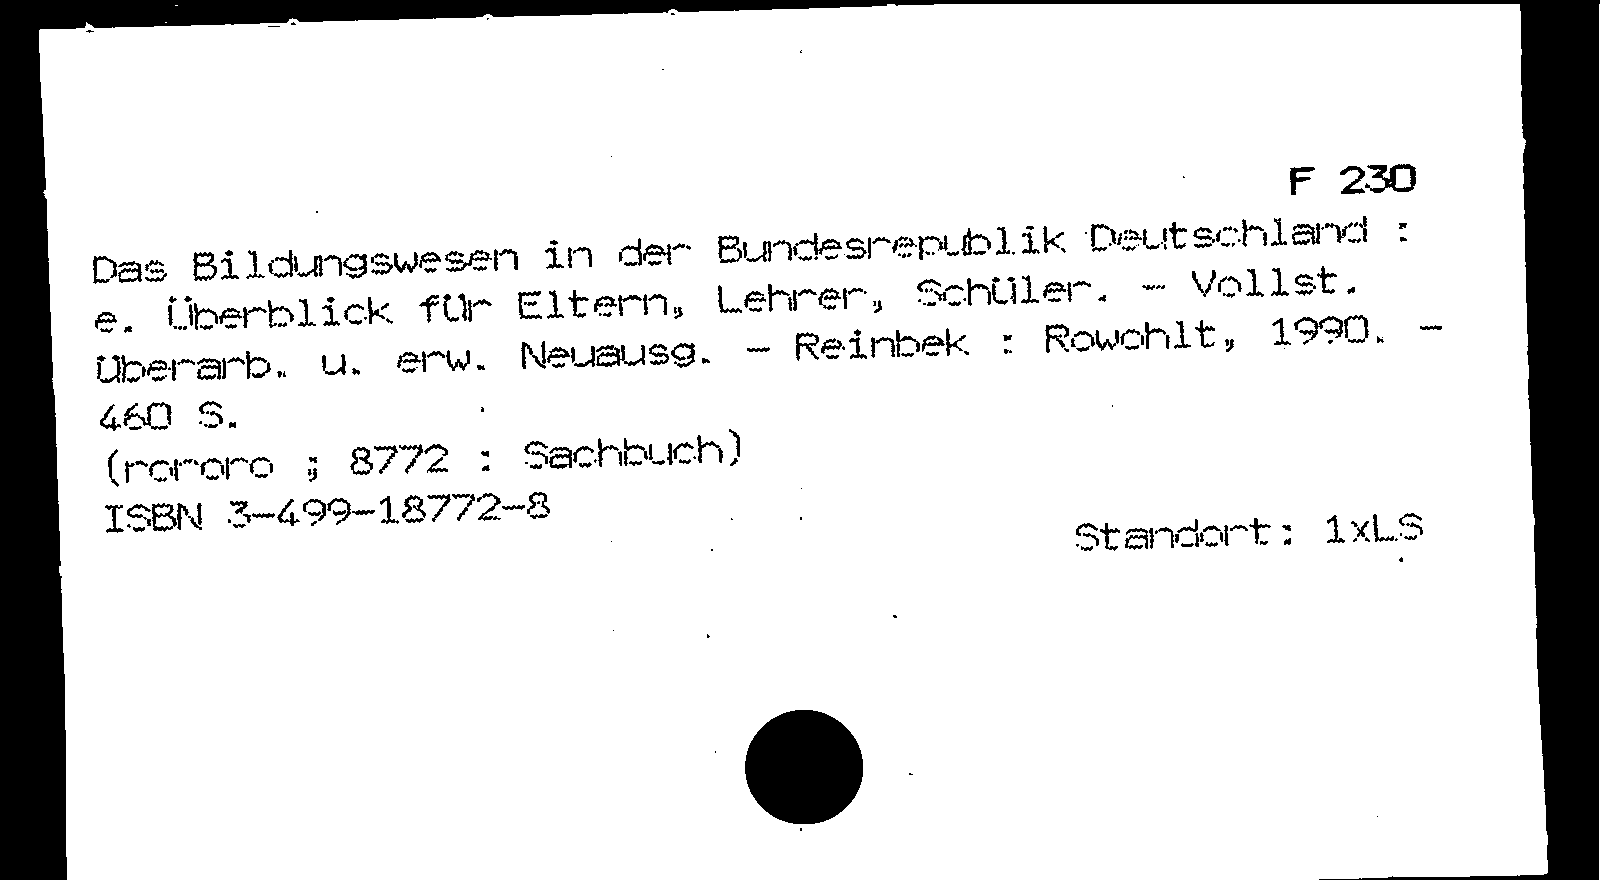 F 230
Das Bildungswesen in der Bundesrepublik Deutschland :
e. Überblick für Eltern, Lehrer, Schüler. - Vollst.
überarb. u. erw. Neuausg. - Reinbek : Rowohlt, 1990. -
460 S.
(rororo ; 8772 : Sachbuch)
ISBN 3-499-18772-8
Standort: 1xLS